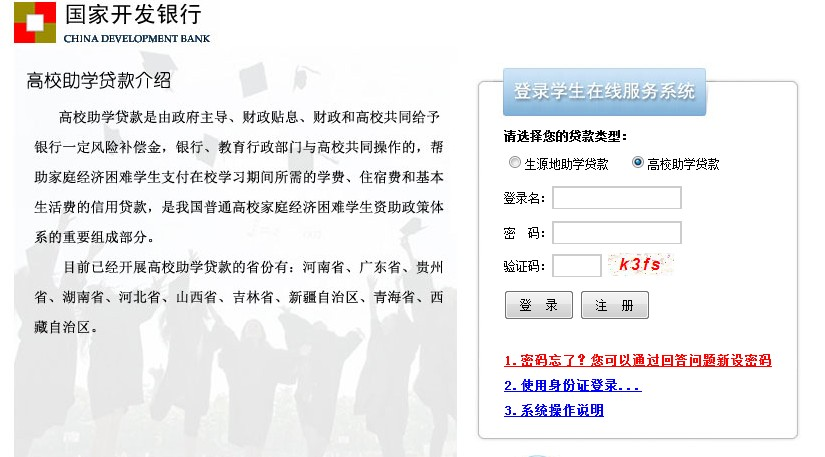 国家开发银行
CHINA DEVELOPMENT BANK
高校助学贷款介绍
高校助学贷款是由政府主导、财政贴息、财政和高校共同给予
银行一定风险补偿金，银行、教育行政部门与高校共同操作的，帮
助家庭经济困难学生支付在校学习期间所需的学费、住宿费和基本
生活费的信用贷款，是我国普通高校家庭经济困难学生资助政策体
系的重要组成部分。
目前已经开展高校助学贷款的省份有：河南省、广东省、贵州
省、湖南省、河北省、山西省、吉林省、新疆自治区、青海省、西
藏自治区。
登录学生在线服务系统
请选择您的贷款类型：
生源地助学贷款 高校助学贷款
登录名：
密 码：
验证码： k3fs
登 录 注 册
1.密码忘了？您可以通过回答问题新设密码
2.使用身份证登录...
3.系统操作说明